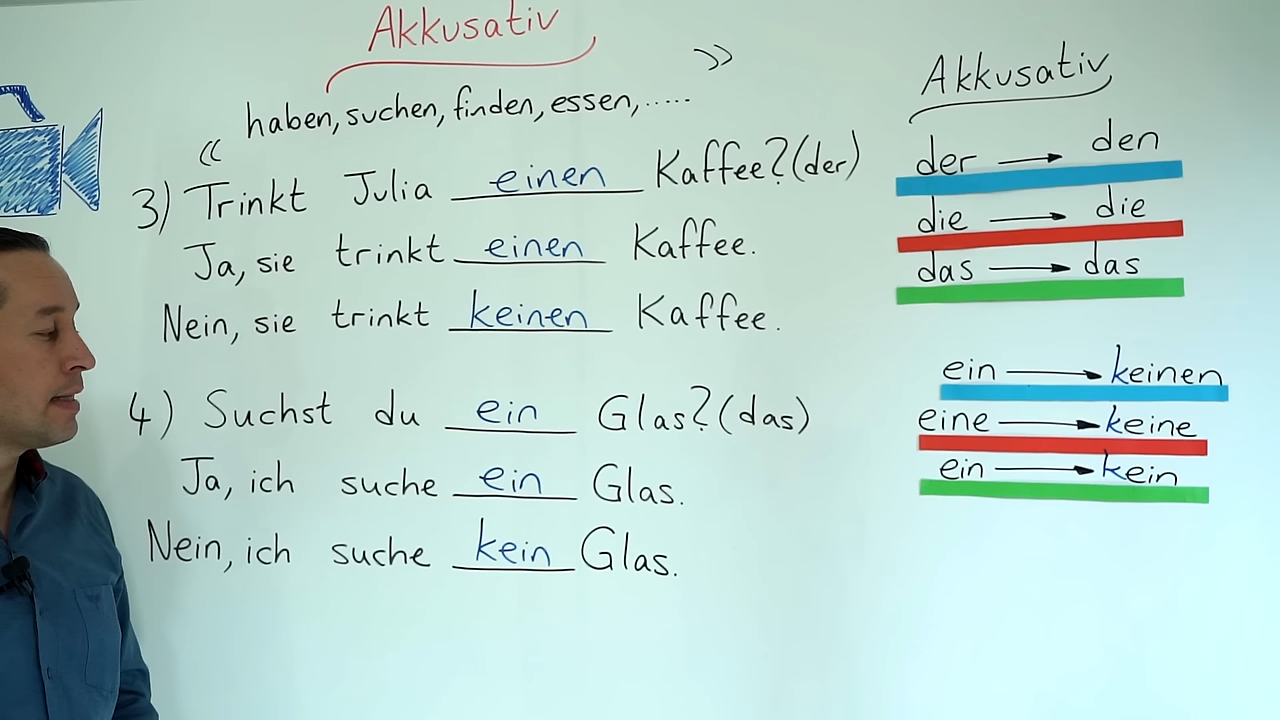 Akkusativ
haben, suchen, finden, essen, .....
3) Trinkt Julia einen Kaffee? (der)
Ja, sie trinkt einen Kaffee.
Nein, sie trinkt keinen Kaffee.
4) Suchst du ein Glas? (das)
Ja, ich suche ein Glas.
Nein, ich suche kein Glas.
Akkusativ
der → den
die → die
das → das
ein → keinen
eine → keine
ein → kein